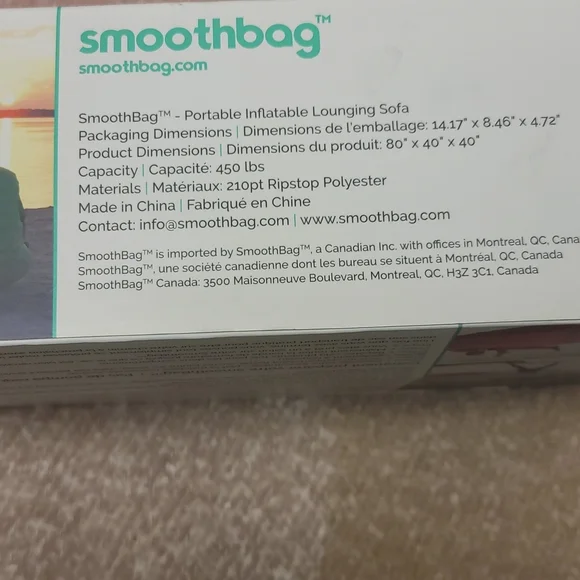 smoothbag™
smoothbag.com
SmoothBag™ - Portable Inflatable Lounging Sofa
Packaging Dimensions | Dimensions de l'emballage: 14.17" x 8.46" x 4.72"
Product Dimensions | Dimensions du produit: 80" x 40" x 40"
Capacity | Capacité: 450 lbs
Materials | Matériaux: 210pt Ripstop Polyester
Made in China | Fabriqué en Chine
Contact: info@smoothbag.com | www.smoothbag.com
SmoothBag™ is imported by SmoothBag™, a Canadian Inc. with offices in Montreal, QC, Cana
SmoothBag™, une société canadienne dont les bureau se situent à Montréal, QC, Canada
SmoothBag™ Canada: 3500 Maisonneuve Boulevard, Montreal, QC, H3Z 3C1, Canada